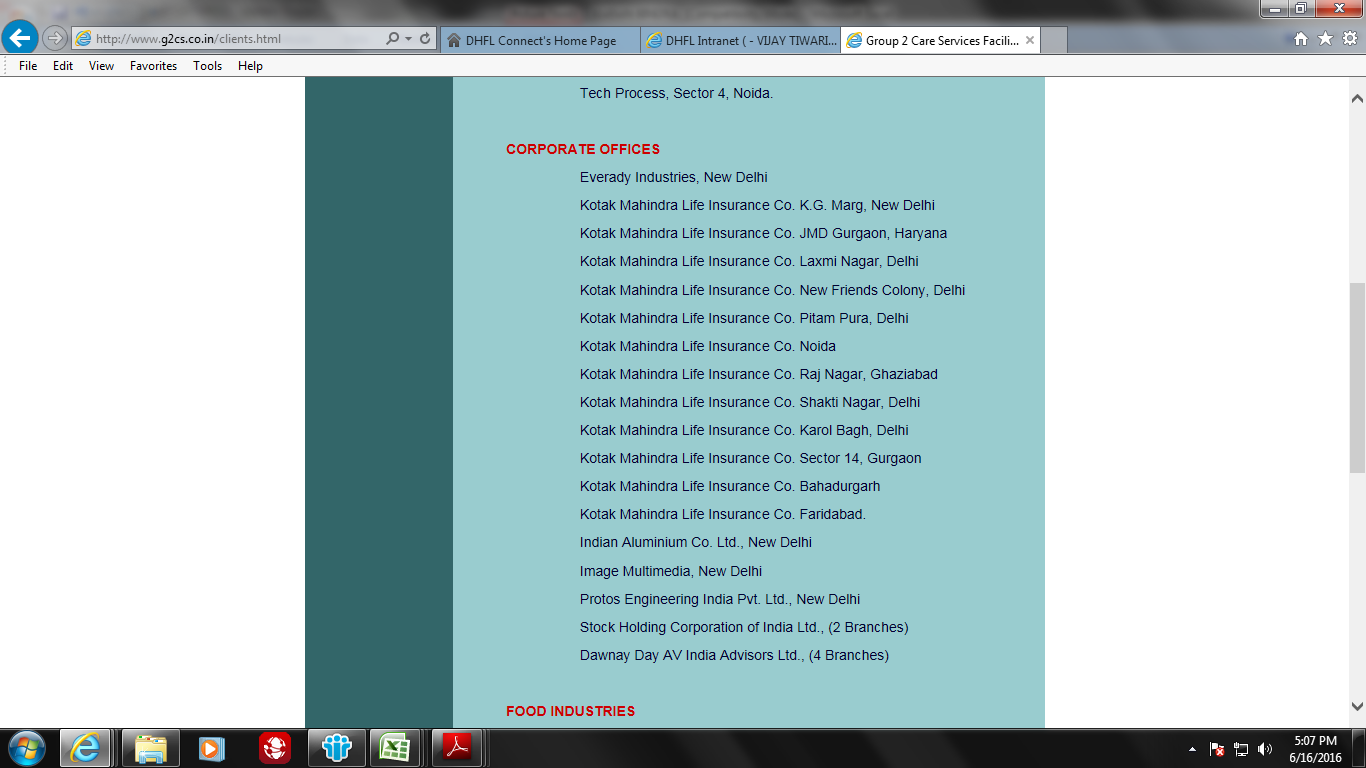 http://www.g2cs.co.in/clients.html
DHFL Connect's Home Page
DHFL Intranet ( - VIJAY TIWARI...
Group 2 Care Services Facili...
File Edit View Favorites Tools Help
Tech Process, Sector 4, Noida.
CORPORATE OFFICES
Everady Industries, New Delhi
Kotak Mahindra Life Insurance Co. K.G. Marg, New Delhi
Kotak Mahindra Life Insurance Co. JMD Gurgaon, Haryana
Kotak Mahindra Life Insurance Co. Laxmi Nagar, Delhi
Kotak Mahindra Life Insurance Co. New Friends Colony, Delhi
Kotak Mahindra Life Insurance Co. Pitam Pura, Delhi
Kotak Mahindra Life Insurance Co. Noida
Kotak Mahindra Life Insurance Co. Raj Nagar, Ghaziabad
Kotak Mahindra Life Insurance Co. Shakti Nagar, Delhi
Kotak Mahindra Life Insurance Co. Karol Bagh, Delhi
Kotak Mahindra Life Insurance Co. Sector 14, Gurgaon
Kotak Mahindra Life Insurance Co. Bahadurgarh
Kotak Mahindra Life Insurance Co. Faridabad.
Indian Aluminium Co. Ltd., New Delhi
Image Multimedia, New Delhi
Protos Engineering India Pvt. Ltd., New Delhi
Stock Holding Corporation of India Ltd., (2 Branches)
Dawnay Day AV India Advisors Ltd., (4 Branches)
FOOD INDUSTRIES
5:07 PM
6/16/2016